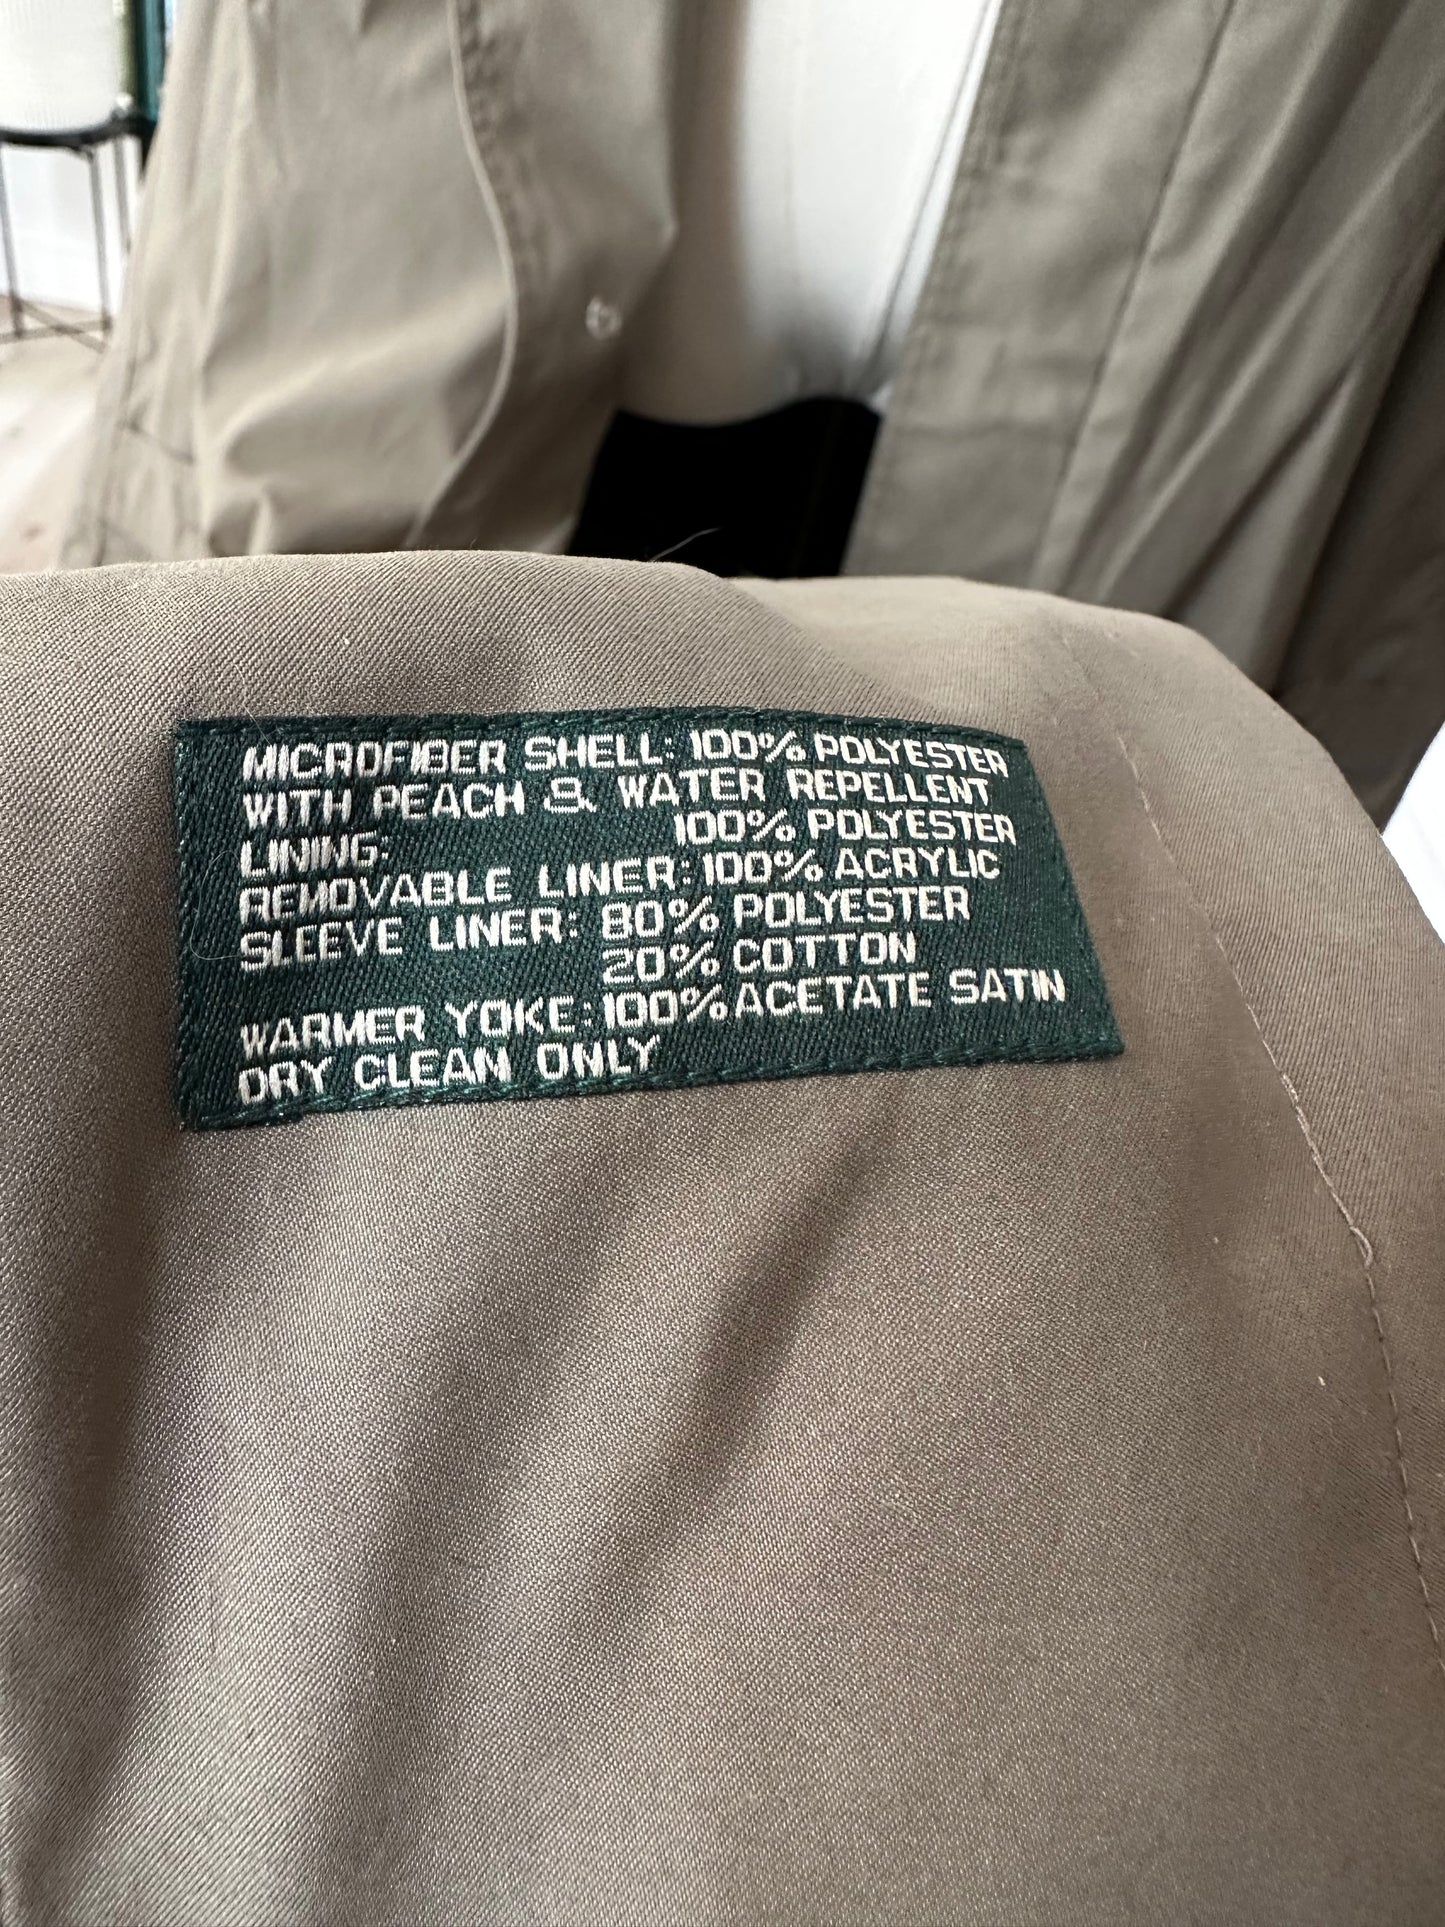 MICROFIBER SHELL: 100% POLYESTER
WITH PEACH & WATER REPELLENT
LINING: 100% POLYESTER
REMOVABLE LINER: 100% ACRYLIC
SLEEVE LINER: 80% POLYESTER
20% COTTON
WARMER YOKE: 100% ACETATE SATIN
DRY CLEAN ONLY